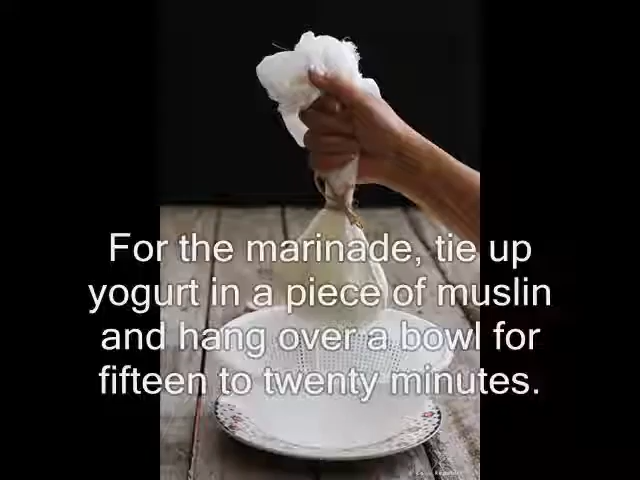 For the marinade, tie up
yogurt in a piece of muslin
and hang over a bowl for
fifteen to twenty minutes.